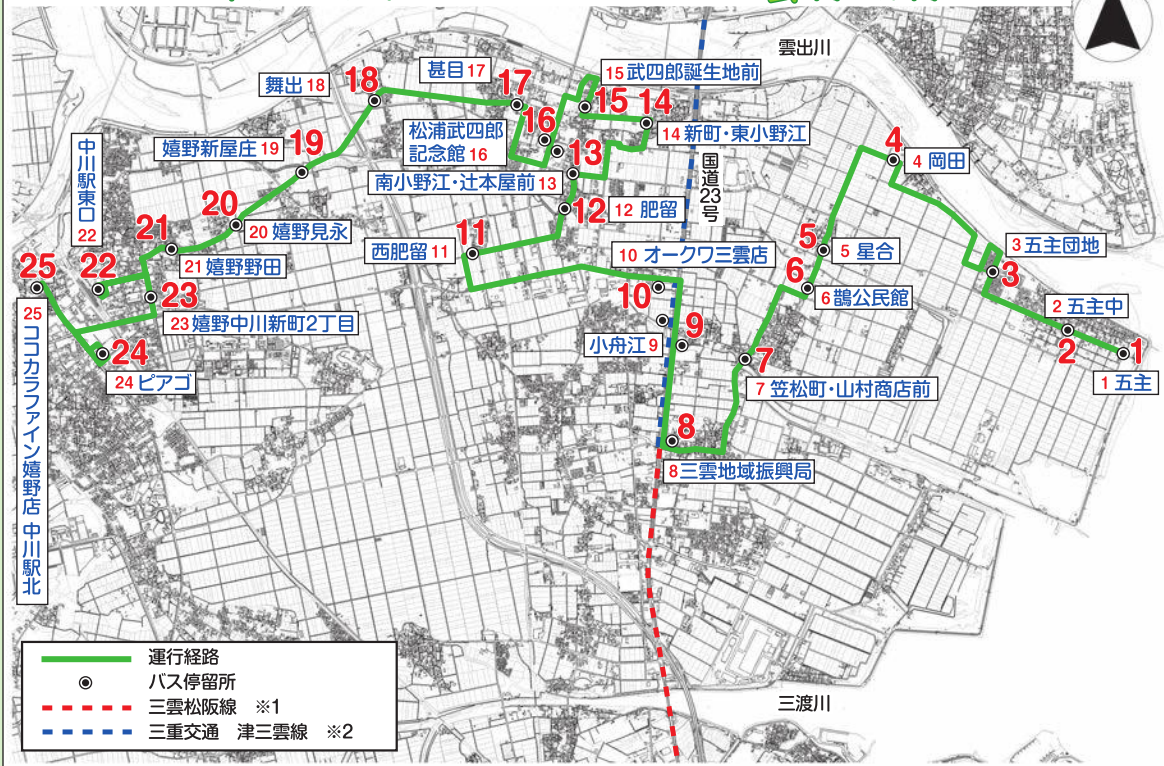 雲出川
15 武四郎誕生地前
甚目 17
舞出 18
18
17
16
15
14
松浦武四郎
記念館 16
14 新町・東小野江
中川駅東口
22
嬉野新屋庄 19
19
13
南小野江・辻本屋前 13
国道23号
4
4 岡田
20
20 嬉野見永
12
12 肥留
21
21 嬉野野田
11
西肥留 11
10 オークワ三雲店
5
5 星合
3 五主団地
3
25
22
23
10
6
6 鵲公民館
2 五主中
25
ココカラファイン嬉野店 中川駅北
23 嬉野中川新町2丁目
小舟江 9
9
2
1
24
24 ピアゴ
7
7 笠松町・山村商店前
1 五主
8
8 三雲地域振興局
運行経路
バス停留所
三雲松阪線 ※1
三重交通 津三雲線 ※2
三渡川